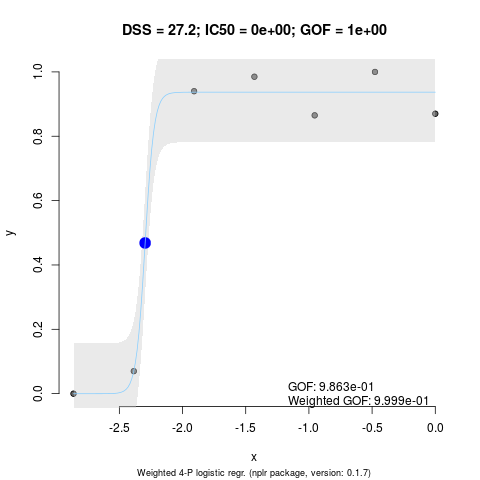 DSS = 27.2; IC50 = 0e+00; GOF = 1e+00
1.0
0.8
0.6
y
0.4
0.2
0.0
GOF: 9.863e-01
Weighted GOF: 9.999e-01
-2.5 -2.0 -1.5 -1.0 -0.5 0.0
x
Weighted 4-P logistic regr. (nplr package, version: 0.1.7)